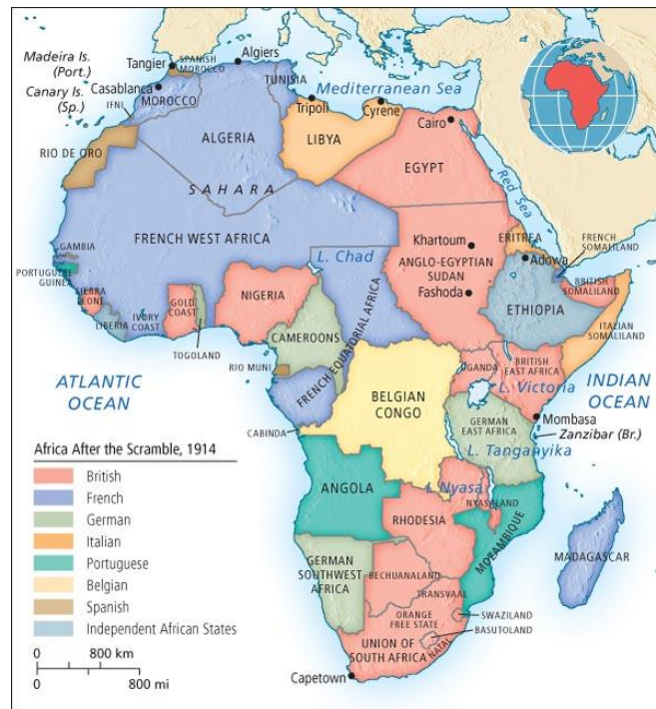 Madeira Is.
(Port.)
Canary Is.
(Sp.)
Tangier
SPANISH
MOROCCO
Algiers
Casablanca
IFNI
MOROCCO
TUNISIA
Mediterranean Sea
Tripoli
Cyrene
Cairo
ALGERIA
LIBYA
EGYPT
RIO DE ORO
SAHARA
Red Sea
FRENCH WEST AFRICA
L. Chad
Khartoum
ANGLO-EGYPTIAN
SUDAN
Fashoda
ERITREA
Adowa
FRENCH
SOMALILAND
GAMBIA
PORTUGUESE
GUINEA
SIERRA
LEONE
LIBERIA
IVORY
COAST
GOLD
COAST
TOGOLAND
NIGERIA
CAMEROONS
RIO MUNI
FRENCH EQUATORIAL AFRICA
ETHIOPIA
BRITISH
SOMALILAND
ITALIAN
SOMALILAND
UGANDA
BRITISH
EAST AFRICA
ATLANTIC
OCEAN
BELGIAN
CONGO
L. Victoria
INDIAN
OCEAN
CABINDA
GERMAN
EAST AFRICA
Mombasa
Zanzibar (Br.)
L. Tanganyika
ANGOLA
L. Nyasa
NYASALAND
RHODESIA
MOZAMBIQUE
MADAGASCAR
GERMAN
SOUTHWEST
AFRICA
BECHUANALAND
TRANSVAAL
ORANGE
FREE STATE
SWAZILAND
BASUTOLAND
UNION OF
SOUTH AFRICA
NATAL
Capetown
Africa After the Scramble, 1914
British
French
German
Italian
Portuguese
Belgian
Spanish
Independent African States
0 800 km
0 800 mi